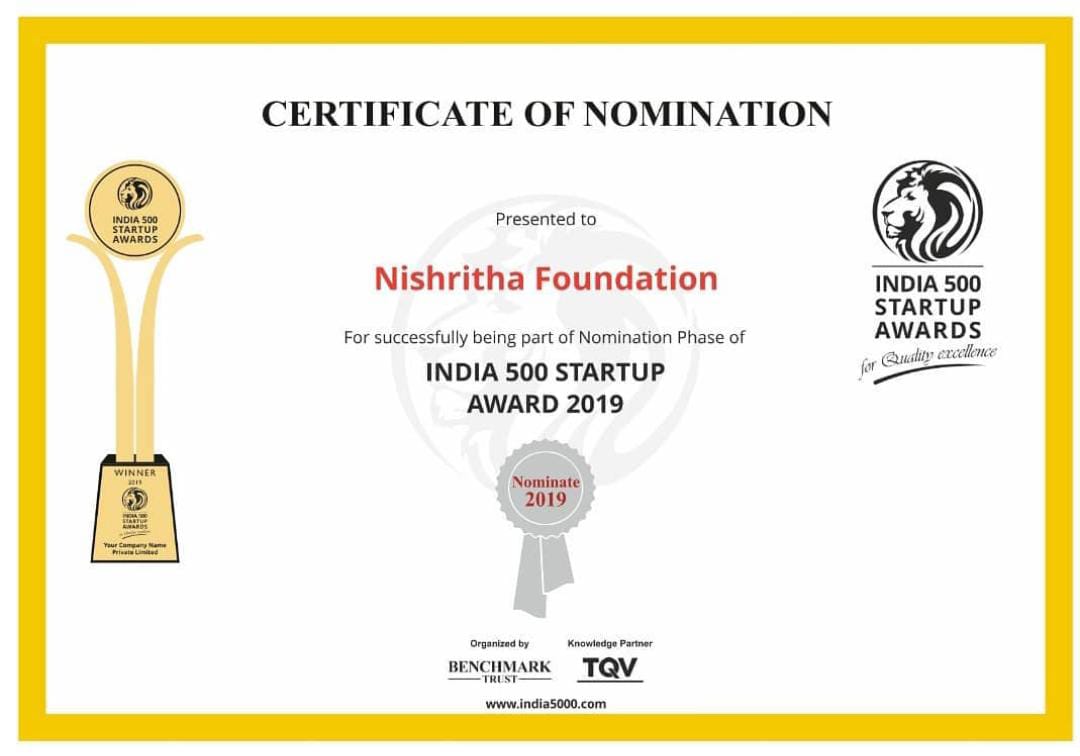 CERTIFICATE OF NOMINATION
INDIA 500
STARTUP
AWARDS
Presented to
Nishritha Foundation
For successfully being part of Nomination Phase of
INDIA 500 STARTUP
AWARD 2019
INDIA 500
STARTUP
AWARDS
for Quality excellence
WINNER
2019
INDIA 500
STARTUP
AWARDS
Your Company Name
Private Limited
Nominate
2019
Organized by
BENCHMARK
TRUST
Knowledge Partner
TQV
www.india5000.com